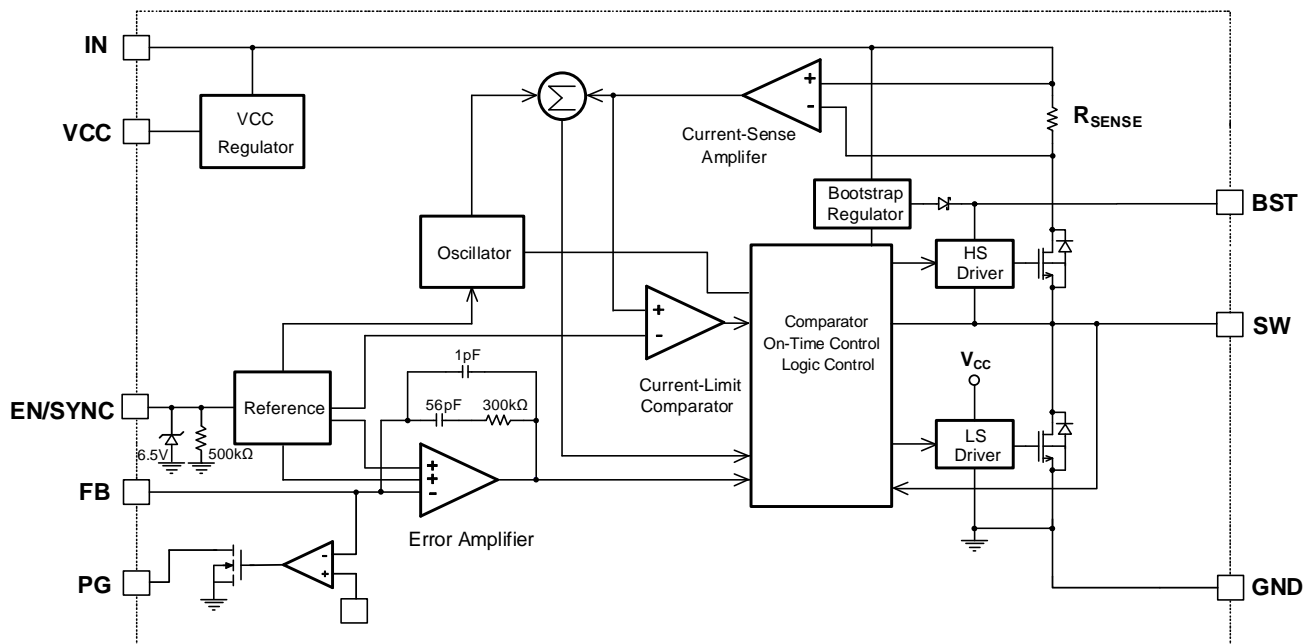 IN
VCC
VCC
Regulator
+
-
Σ
Current-Sense
Amplifer
RSENSE
Bootstrap
Regulator
BST
Oscillator
HS
Driver
+
-
Comparator
On-Time Control
Logic Control
SW
1pF
VCC
Current-Limit
Comparator
EN/SYNC
Reference
56pF
300kΩ
6.5V
500kΩ
LS
Driver
+
+
-
FB
Error Amplifier
PG
-
+
GND